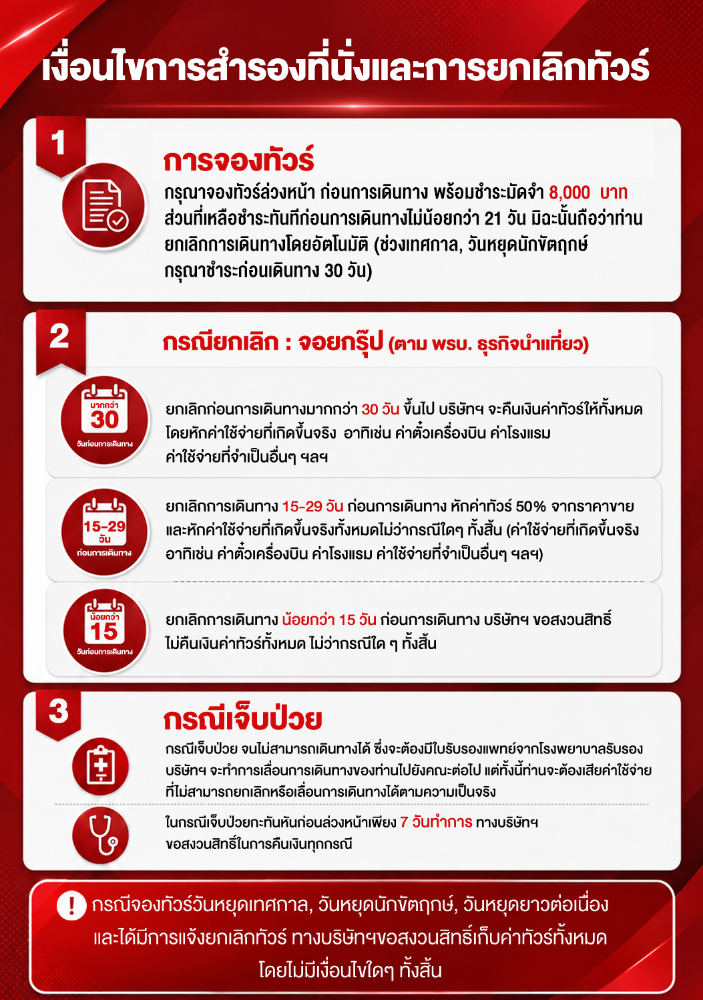 เงื่อนไขการสำรองที่นั่งและการยกเลิกทัวร์
1
การจองทัวร์
กรุณาจองทัวร์ล่วงหน้า ก่อนการเดินทาง พร้อมชำระมัดจำ 8,000 บาท
ส่วนที่เหลือชำระทันทีก่อนการเดินทางไม่น้อยกว่า 21 วัน มิฉะนั้นถือว่าท่าน
ยกเลิกการเดินทางโดยอัตโนมัติ (ช่วงเทศกาล, วันหยุดนักขัตฤกษ์
กรุณาชำระก่อนเดินทาง 30 วัน)
2
กรณียกเลิก : จอยกรุ๊ป (ตาม พรบ. ธุรกิจนำเเที่ยว)
มากกว่า
30
วันก่อนการเดินทาง
ยกเลิกก่อนการเดินทางมากกว่า 30 วัน ขึ้นไป บริษัทฯ จะคืนเงินค่าทัวร์ให้ทั้งหมด
โดยหักค่าใช้จ่ายที่เกิดขึ้นจริง อาทิเช่น ค่าตั๋วเครื่องบิน ค่าโรงแรม
ค่าใช้จ่ายที่จำเป็นอื่นๆ ฯลฯ
15-29
วัน
ก่อนการเดินทาง
ยกเลิกการเดินทาง 15-29 วัน ก่อนการเดินทาง หักค่าทัวร์ 50% จากราคาขาย
และหักค่าใช้จ่ายที่เกิดขึ้นจริงทั้งหมดไม่ว่ากรณีใดๆ ทั้งสิ้น (ค่าใช้จ่ายที่เกิดขึ้นจริง
อาทิเช่น ค่าตั๋วเครื่องบิน ค่าโรงแรม ค่าใช้จ่ายที่จำเป็นอื่นๆ ฯลฯ)
น้อยกว่า
15
วันก่อนการเดินทาง
ยกเลิกการเดินทาง น้อยกว่า 15 วัน ก่อนการเดินทาง บริษัทฯ ขอสงวนสิทธิ์
ไม่คืนเงินค่าทัวร์ทั้งหมด ไม่ว่ากรณีใด ๆ ทั้งสิ้น
3
กรณีเจ็บป่วย
กรณีเจ็บป่วย จนไม่สามารถเดินทางได้ ซึ่งจะต้องมีใบรับรองแพทย์จากโรงพยาบาลรับรอง
บริษัทฯ จะทำการเลื่อนการเดินทางของท่านไปยังคณะต่อไป แต่ทั้งนี้ท่านจะต้องเสียค่าใช้จ่าย
ที่ไม่สามารถยกเลิกหรือเลื่อนการเดินทางได้ตามความเป็นจริง
ในกรณีเจ็บป่วยกะทันหันก่อนล่วงหน้าเพียง 7 วันทำการ ทางบริษัทฯ
ขอสงวนสิทธิ์ในการคืนเงินทุกกรณี
! กรณีจองทัวร์วันหยุดเทศกาล, วันหยุดนักขัตฤกษ์, วันหยุดยาวต่อเนื่อง
และได้มีการแจ้งยกเลิกทัวร์ ทางบริษัทฯขอสงวนสิทธิ์เก็บค่าทัวร์ทั้งหมด
โดยไม่มีเงื่อนไขใดๆ ทั้งสิ้น